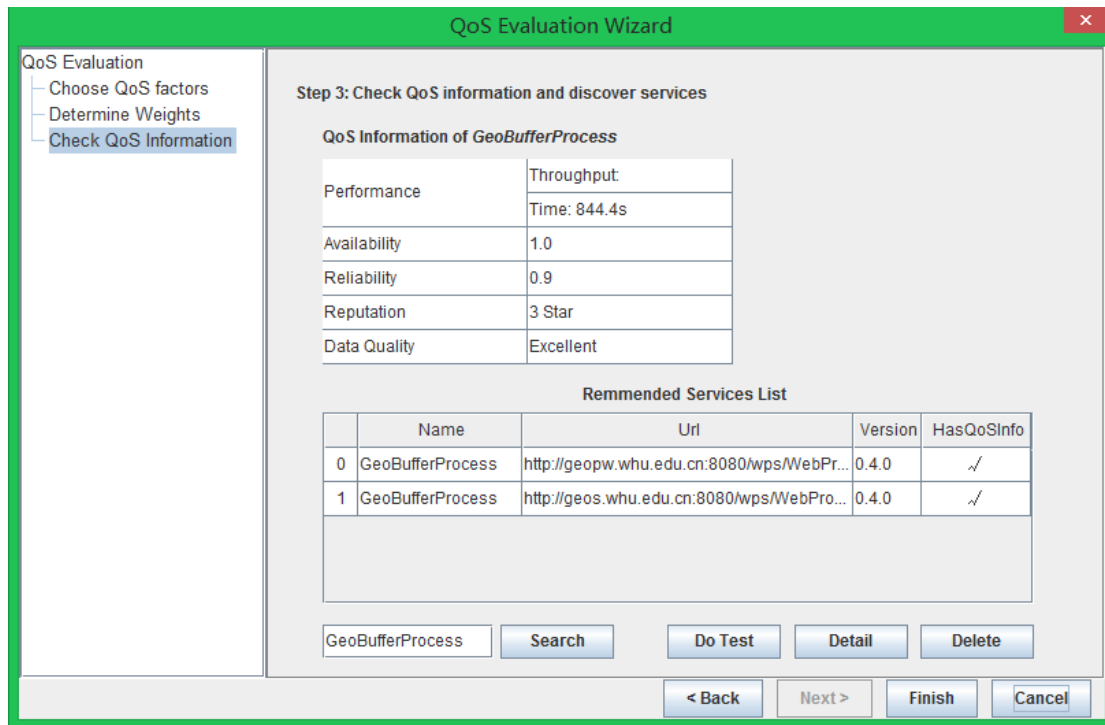 QoS Evaluation Wizard
QoS Evaluation
Choose QoS factors
Determine Weights
Check QoS Information
Step 3: Check QoS information and discover services
QoS Information of GeoBufferProcess
Performance
Throughput:
Time: 844.4s
Availability 1.0
Reliability 0.9
Reputation 3 Star
Data Quality Excellent
Remmended Services List
Name Url Version HasQoSInfo
0 GeoBufferProcess http://geopw.whu.edu.cn:8080/wps/WebPr... 0.4.0 √
1 GeoBufferProcess http://geos.whu.edu.cn:8080/wps/WebPro... 0.4.0 √
GeoBufferProcess Search Do Test Detail Delete
< Back Next > Finish Cancel